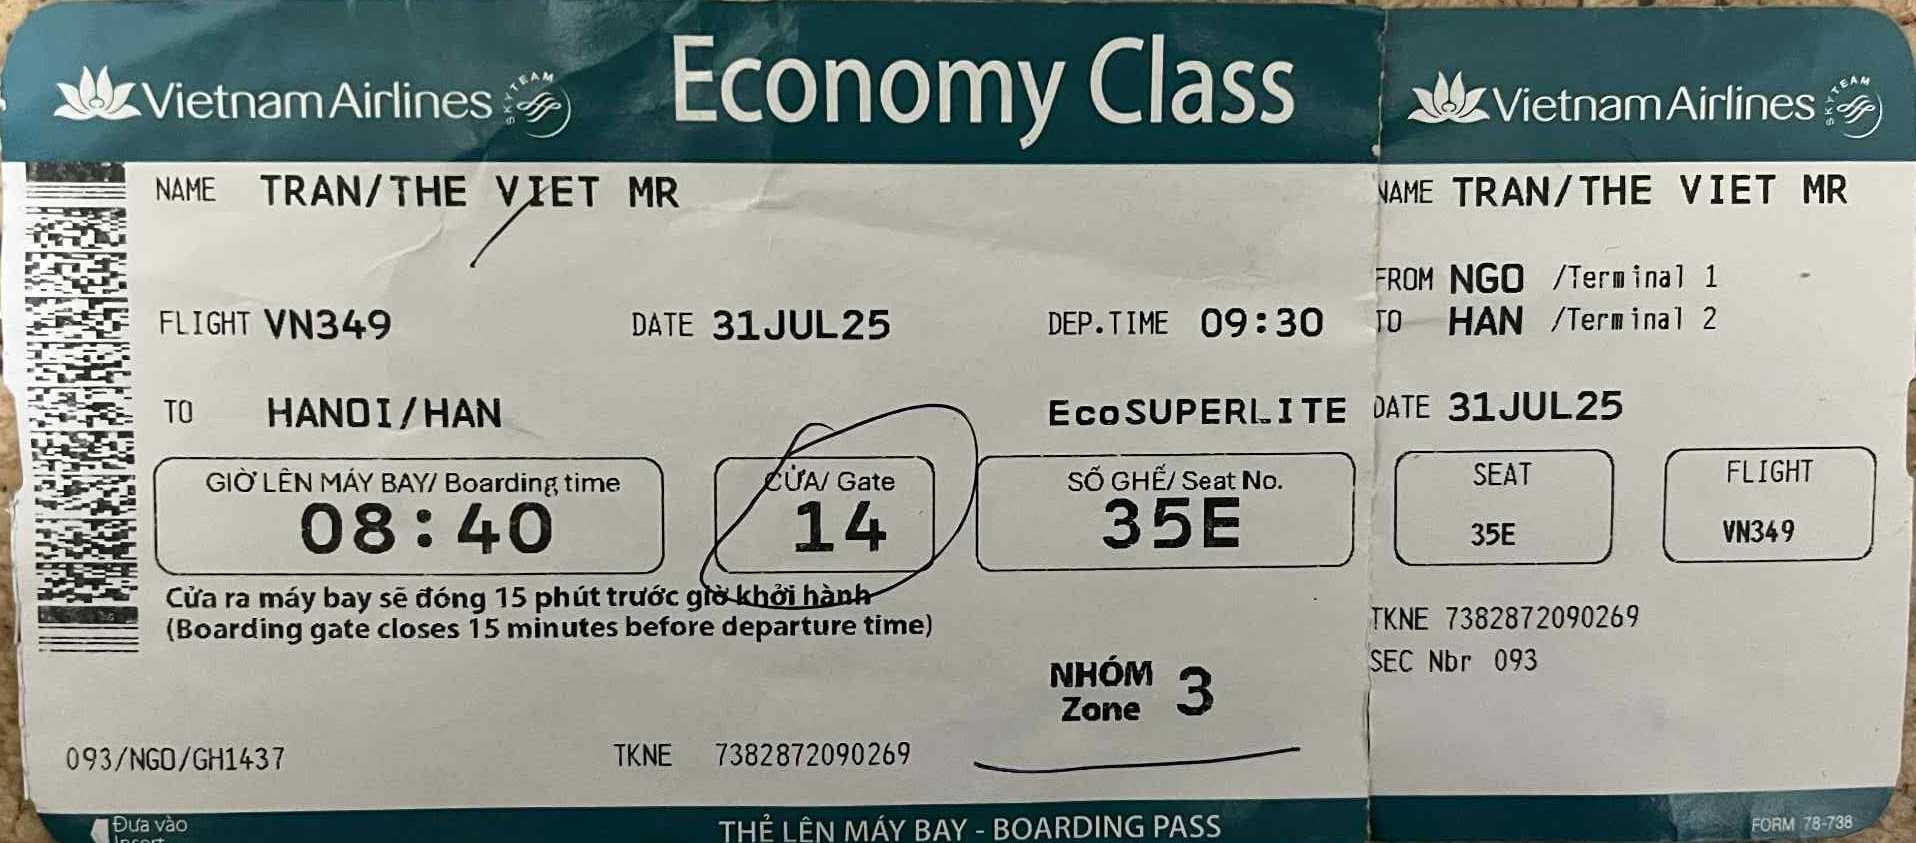 Vietnam Airlines SKYTEAM Economy Class
NAME TRAN/THE VIET MR
FLIGHT VN349 DATE 31JUL25 DEP.TIME 09:30
TO HANOI/HAN EcoSUPERLITE
GIỜ LÊN MÁY BAY/ Boarding time CỬA/ Gate SỐ GHẾ/ Seat No.
08:40 14 35E
Cửa ra máy bay sẽ đóng 15 phút trước giờ khởi hành
(Boarding gate closes 15 minutes before departure time)
NHÓM
Zone 3
093/NGO/GH1437 TKNE 7382872090269
Đưa vào
Insert
THẺ LÊN MÁY BAY - BOARDING PASS
Vietnam Airlines SKYTEAM
NAME TRAN/THE VIET MR
FROM NGO /Terminal 1
TO HAN /Terminal 2
DATE 31JUL25
SEAT FLIGHT
35E VN349
TKNE 7382872090269
SEC Nbr 093
FORM 78-738